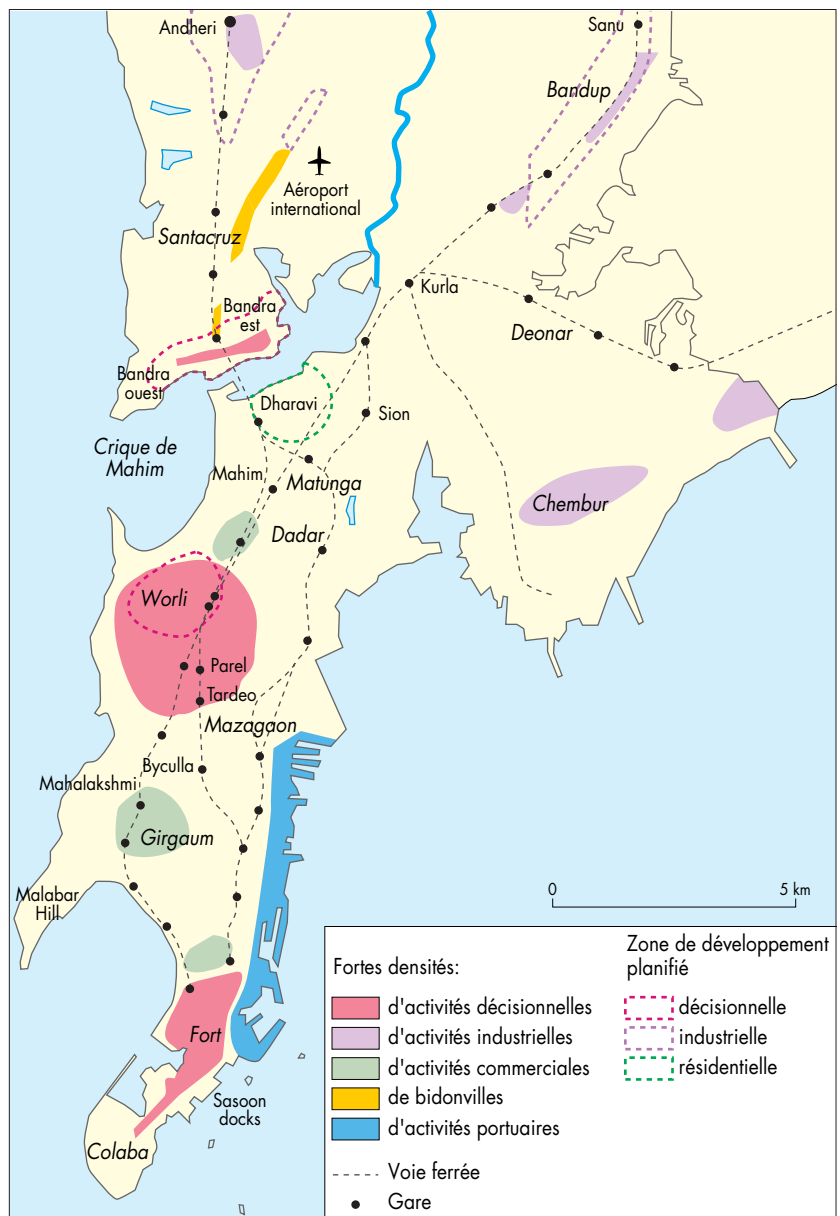 Andheri
Sanu
Bandup
Aéroport
international
Santacruz
Kurla
Bandra
est
Deonar
Bandra
ouest
Dharavi
Sion
Crique de
Mahim
Mahim
Matunga
Chembur
Dadar
Worli
Parel
Tardeo
Mazagaon
Byculla
Mahalakshmi
Girgaum
Malabar
Hill
0
5 km
Fort
Sasoon
docks
Colaba
Fortes densités:
d'activités décisionnelles
d'activités industrielles
d'activités commerciales
de bidonvilles
d'activités portuaires
Voie ferrée
Gare
Zone de développement
planifié
décisionnelle
industrielle
résidentielle